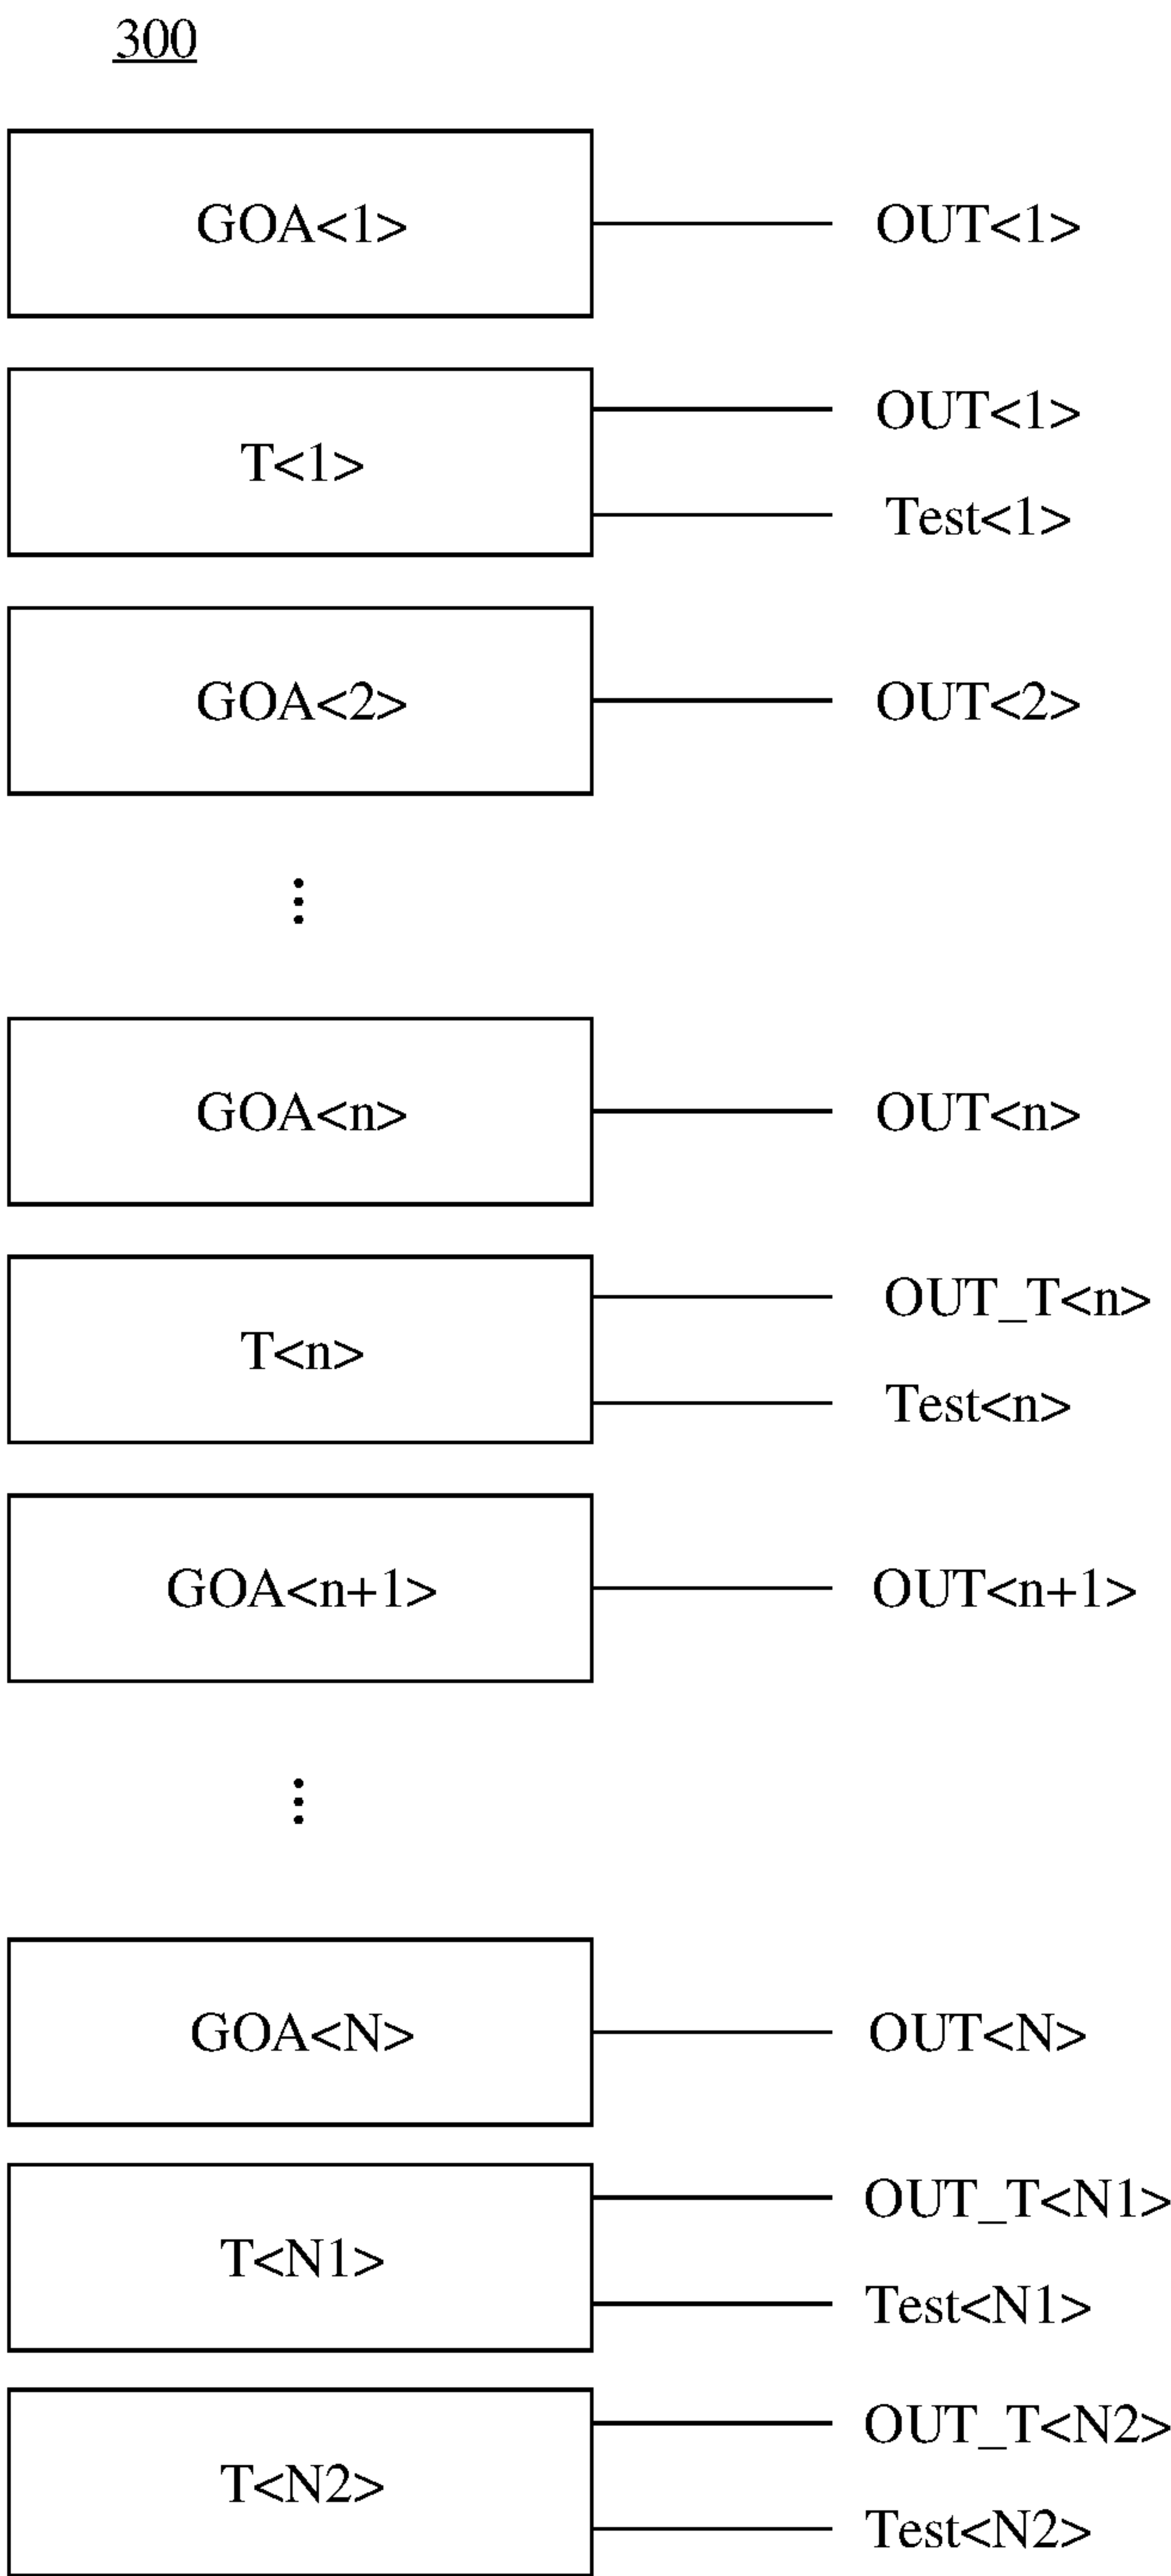 300
GOA<1>
OUT<1>
T<1>
OUT<1>
Test<1>
GOA<2>
OUT<2>
GOA<n>
OUT<n>
T<n>
OUT_T<n>
Test<n>
GOA<n+1>
OUT<n+1>
GOA<N>
OUT<N>
T<N1>
OUT_T<N1>
Test<N1>
T<N2>
OUT_T<N2>
Test<N2>